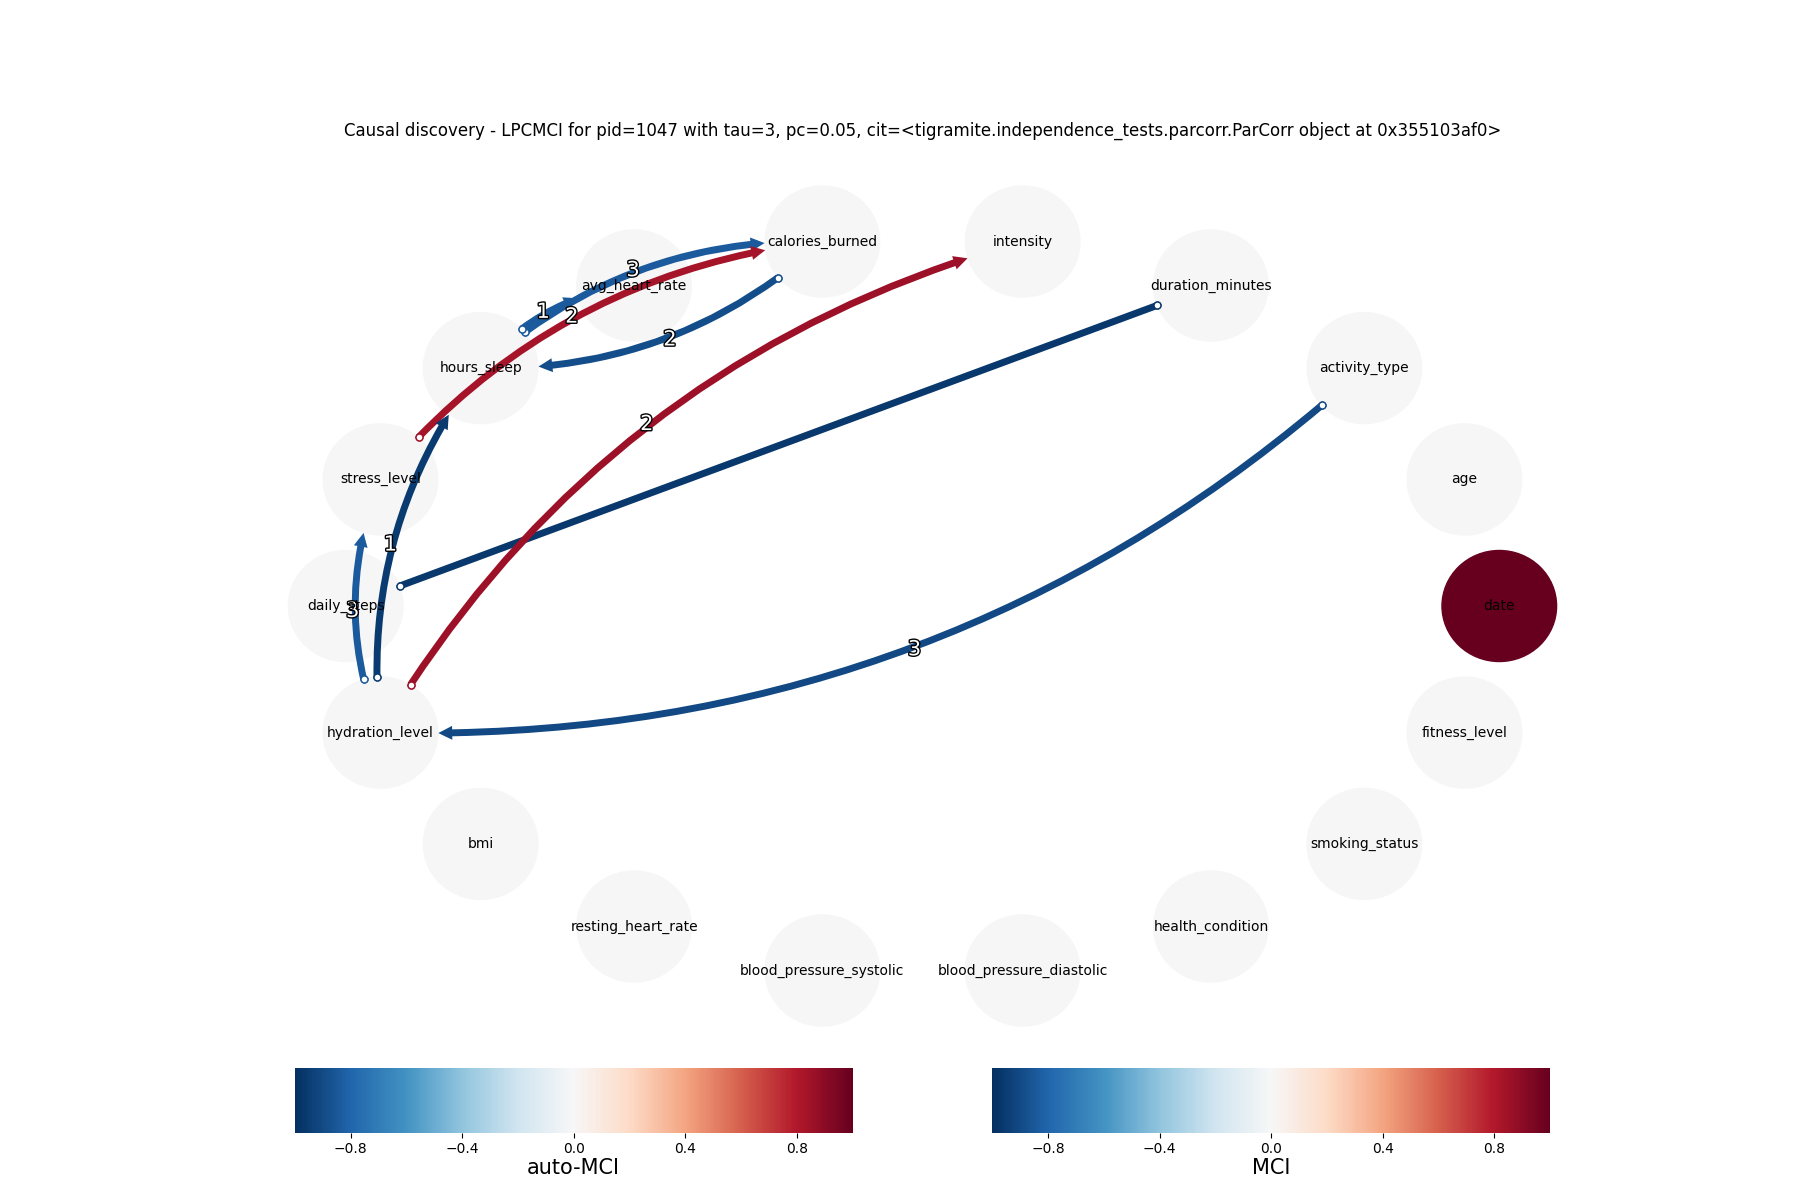 Causal discovery - LPCMCI for pid=1047 with tau=3, pc=0.05, cit=<tigramite.independence_tests.parcorr.ParCorr object at 0x355103af0>
calories_burned
intensity
3
avg_heart_rate
duration_minutes
1
2
2
hours_sleep
activity_type
2
stress_level
age
1
daily_steps
3
date
3
hydration_level
fitness_level
bmi
smoking_status
resting_heart_rate
health_condition
blood_pressure_systolic
blood_pressure_diastolic
−0.8 −0.4 0.0 0.4 0.8
auto-MCI
−0.8 −0.4 0.0 0.4 0.8
MCI